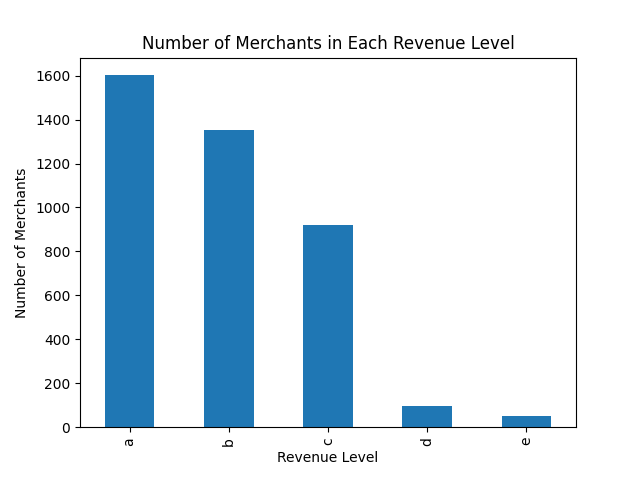 Number of Merchants in Each Revenue Level
Number of Merchants
1600
1400
1200
1000
800
600
400
200
0
a
b
c
d
e
Revenue Level